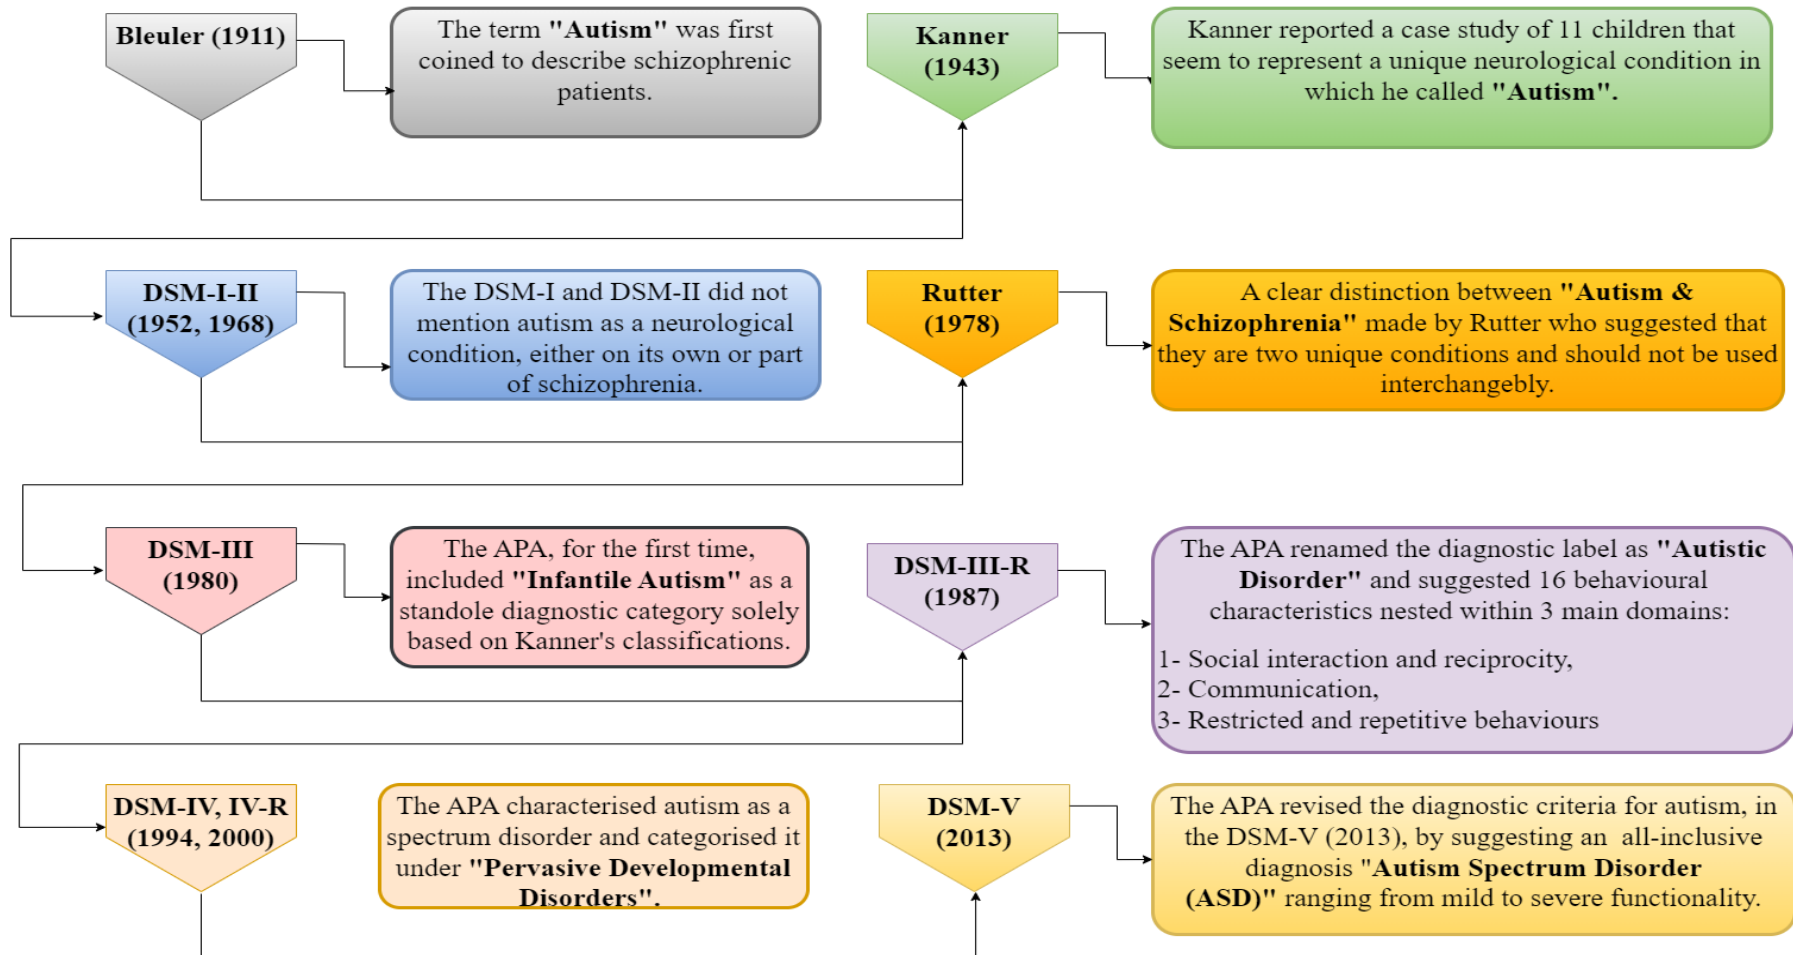 Bleuler (1911)
The term "Autism" was first
coined to describe schizophrenic
patients.
Kanner
(1943)
Kanner reported a case study of 11 children that
seem to represent a unique neurological condition in
which he called "Autism".
DSM-I-II
(1952, 1968)
The DSM-I and DSM-II did not
mention autism as a neurological
condition, either on its own or part
of schizophrenia.
Rutter
(1978)
A clear distinction between "Autism &
Schizophrenia" made by Rutter who suggested that
they are two unique conditions and should not be used
interchangebly.
DSM-III
(1980)
The APA, for the first time,
included "Infantile Autism" as a
standole diagnostic category solely
based on Kanner's classifications.
DSM-III-R
(1987)
The APA renamed the diagnostic label as "Autistic
Disorder" and suggested 16 behavioural
characteristics nested within 3 main domains:
1- Social interaction and reciprocity,
2- Communication,
3- Restricted and repetitive behaviours
DSM-IV, IV-R
(1994, 2000)
The APA characterised autism as a
spectrum disorder and categorised it
under "Pervasive Developmental
Disorders".
DSM-V
(2013)
The APA revised the diagnostic criteria for autism, in
the DSM-V (2013), by suggesting an all-inclusive
diagnosis "Autism Spectrum Disorder
(ASD)" ranging from mild to severe functionality.